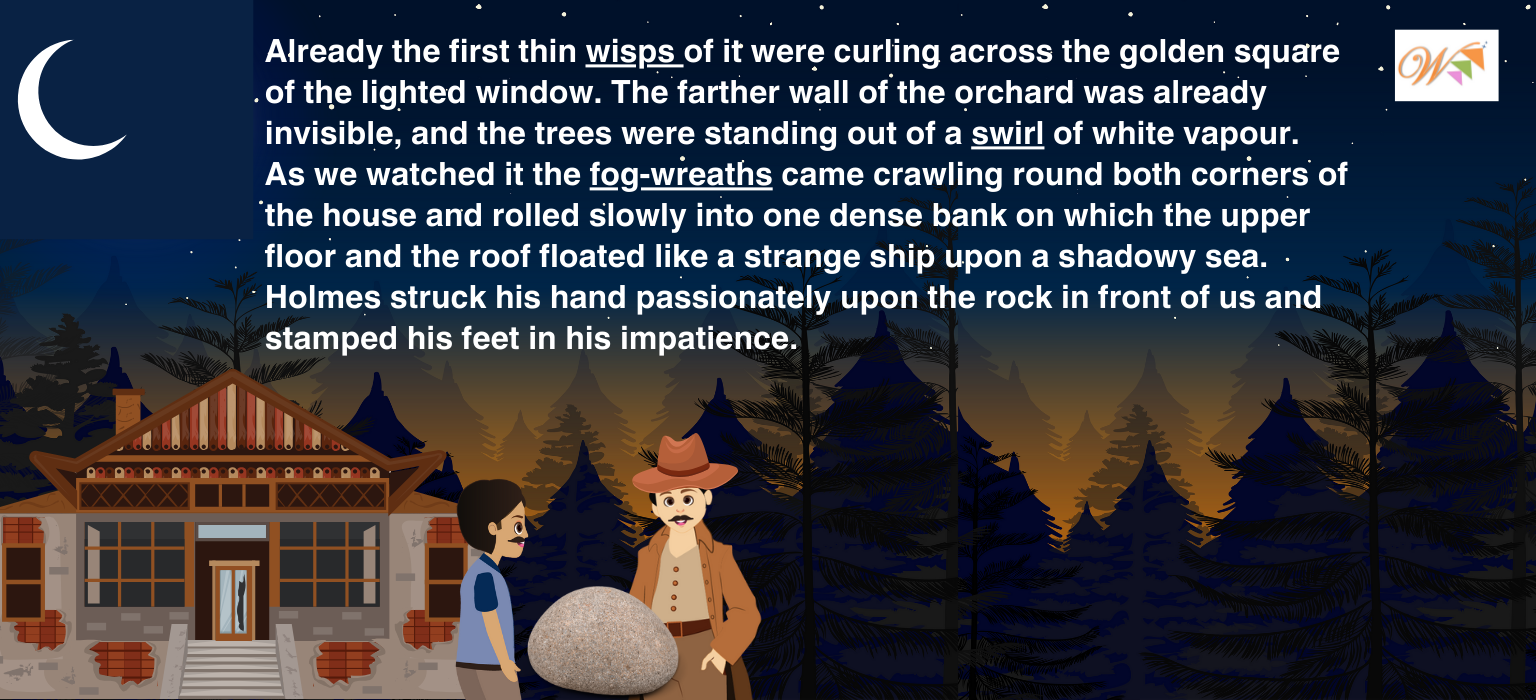 Already the first thin wisps of it were curling across the golden square
of the lighted window. The farther wall of the orchard was already
invisible, and the trees were standing out of a swirl of white vapour.
As we watched it the fog-wreaths came crawling round both corners of
the house and rolled slowly into one dense bank on which the upper
floor and the roof floated like a strange ship upon a shadowy sea.
Holmes struck his hand passionately upon the rock in front of us and
stamped his feet in his impatience.
W